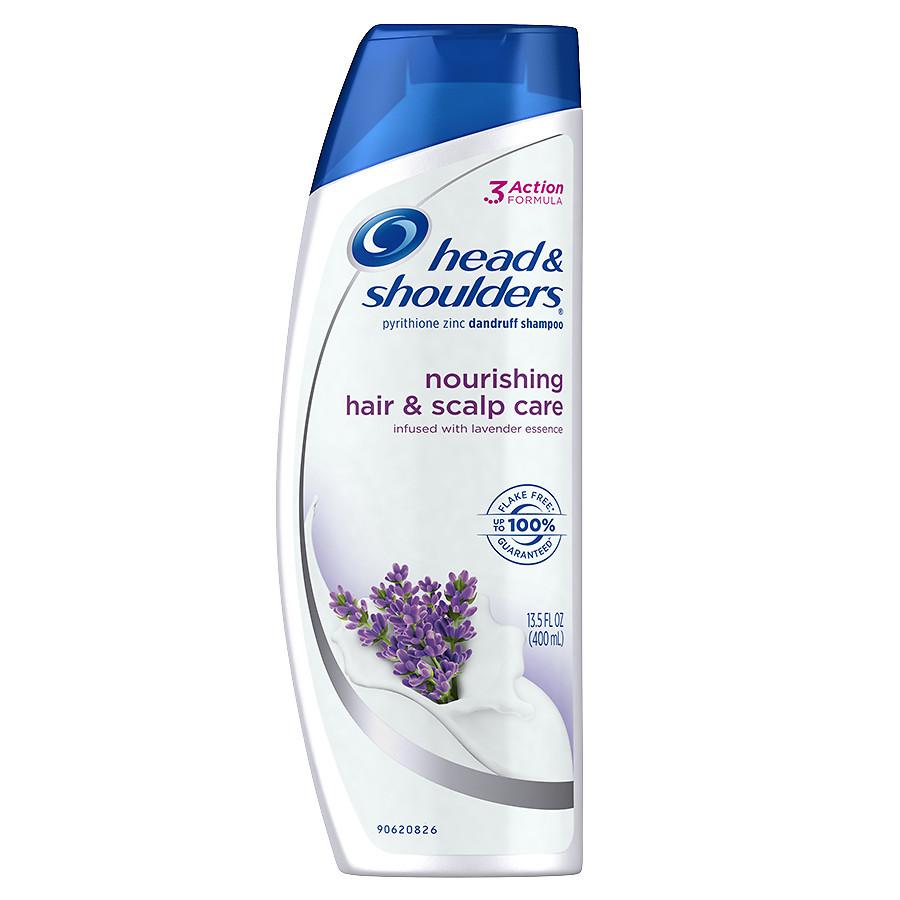 3 Action
FORMULA
head &
shoulders®
pyrithione zinc dandruff shampoo
nourishing
hair & scalp care
infused with lavender essence
FLAKE FREE*
UP TO 100%
GUARANTEED
13.5 FL OZ
(400 mL)
90620826